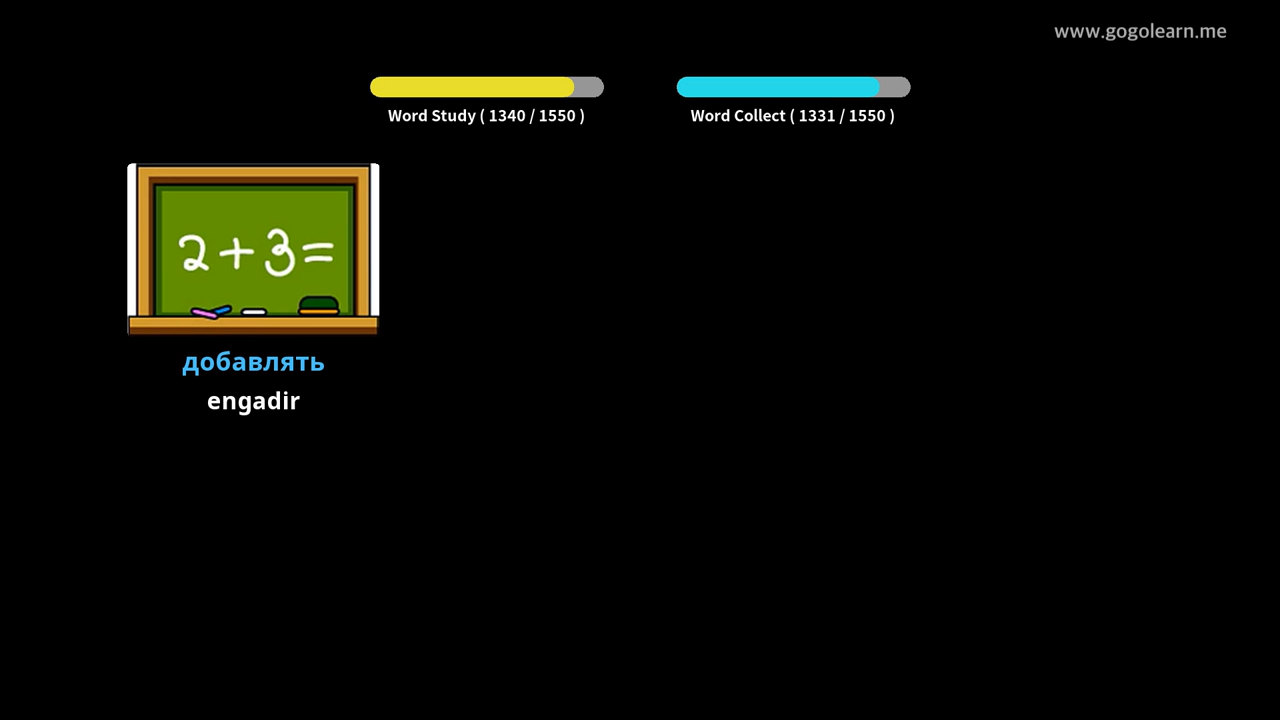 www.gogolearn.me
Word Study ( 1340 / 1550 )
Word Collect ( 1331 / 1550 )
2+3=
добавлять
engadir